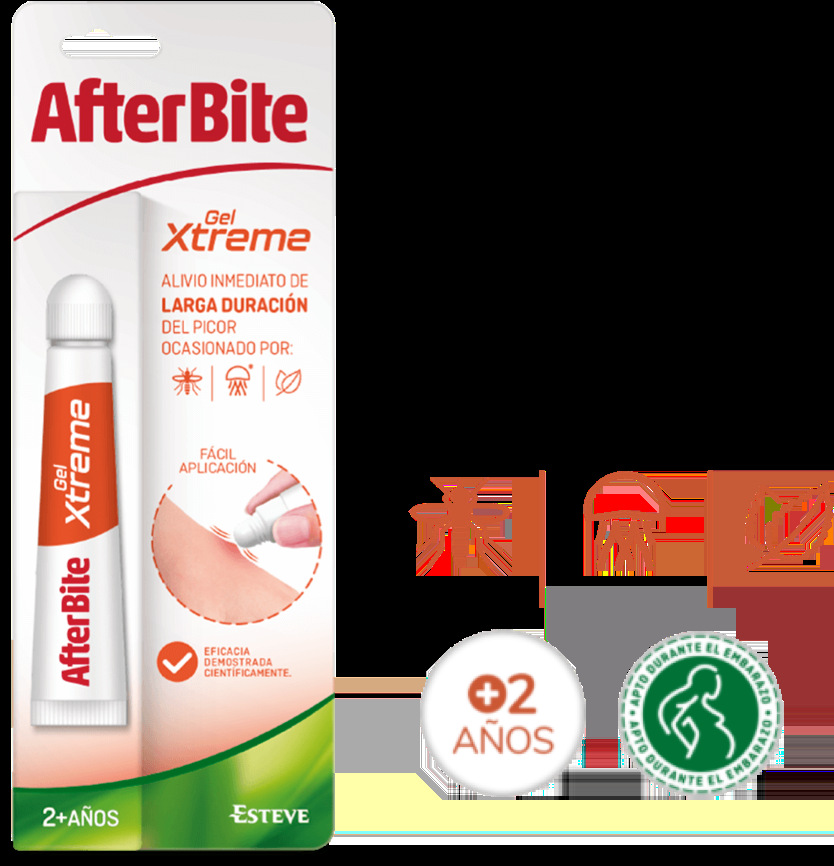 AfterBite
Gel
Xtreme
ALIVIO INMEDIATO DE
LARGA DURACIÓN
DEL PICOR
OCASIONADO POR:
*
FÁCIL
APLICACIÓN
Gel
Xtreme
AfterBite
EFICACIA
DEMOSTRADA
CIENTÍFICAMENTE.
2+AÑOS
ESTEVE
+2
AÑOS
APTO DURANTE EL EMBARAZO •
APTO DURANTE EL EMBARAZO •